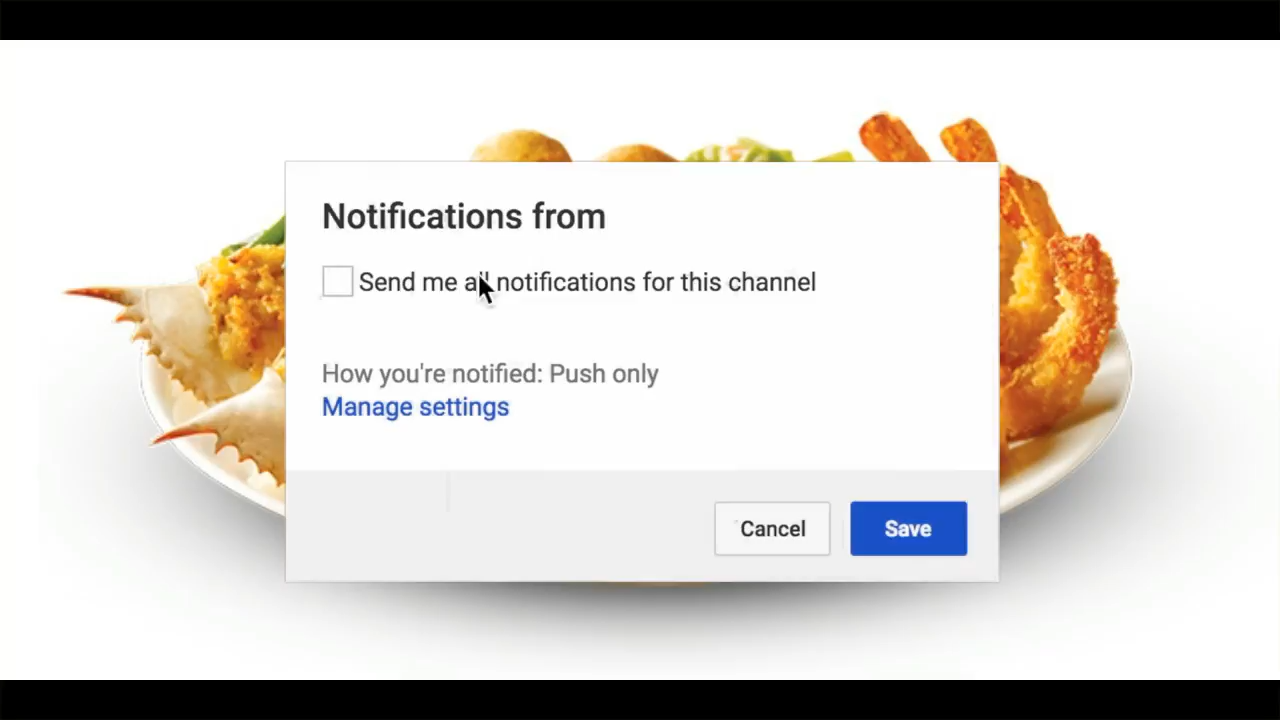 Notifications from
Send me all notifications for this channel
How you're notified: Push only
Manage settings
Cancel
Save